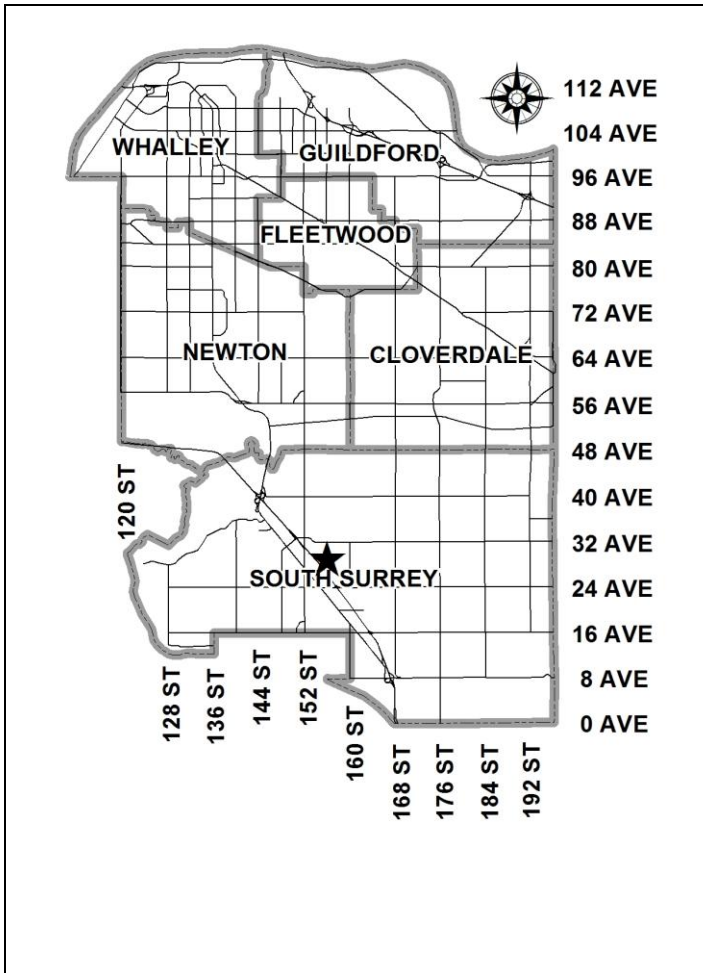 112 AVE
104 AVE
WHALLEY
GUILDFORD
96 AVE
88 AVE
FLEETWOOD
80 AVE
72 AVE
NEWTON
CLOVERDALE
64 AVE
56 AVE
48 AVE
120 ST
40 AVE
32 AVE
SOUTH SURREY
24 AVE
16 AVE
8 AVE
128 ST
136 ST
144 ST
152 ST
160 ST
0 AVE
168 ST
176 ST
184 ST
192 ST